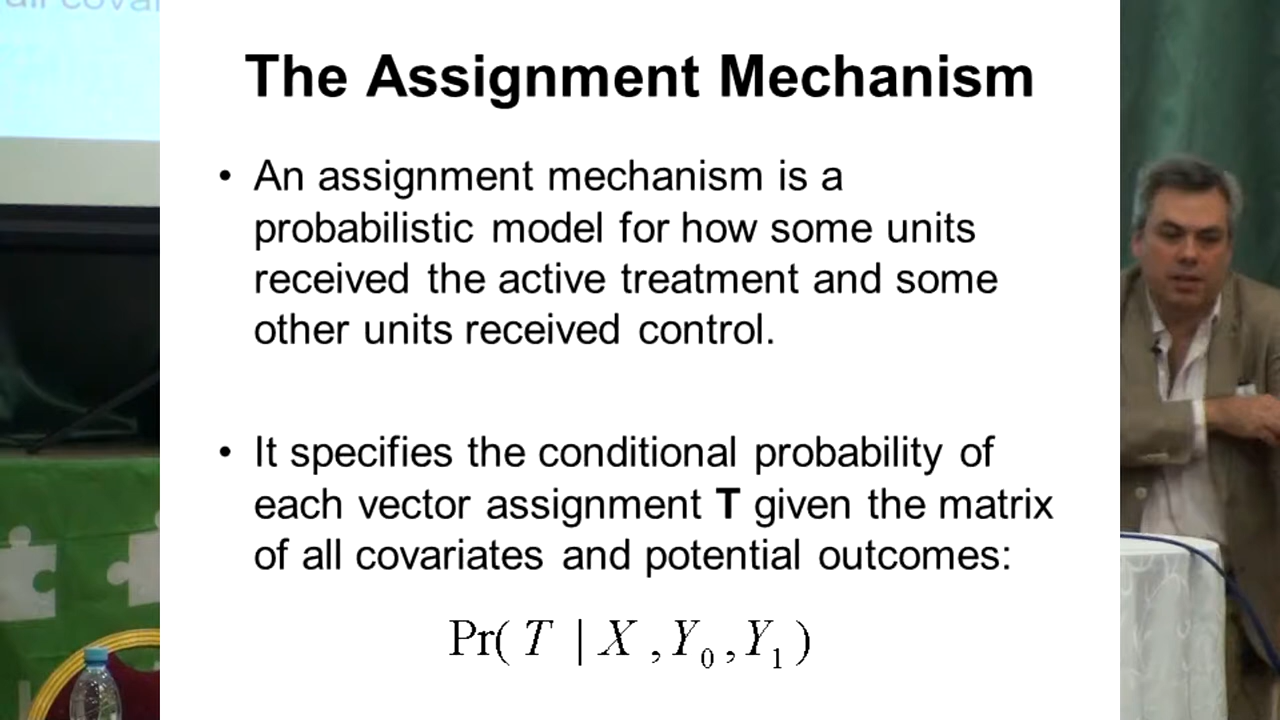 The Assignment Mechanism
• An assignment mechanism is a
probabilistic model for how some units
received the active treatment and some
other units received control.
• It specifies the conditional probability of
each vector assignment T given the matrix
of all covariates and potential outcomes:
Pr( T | X , Y₀ , Y₁ )